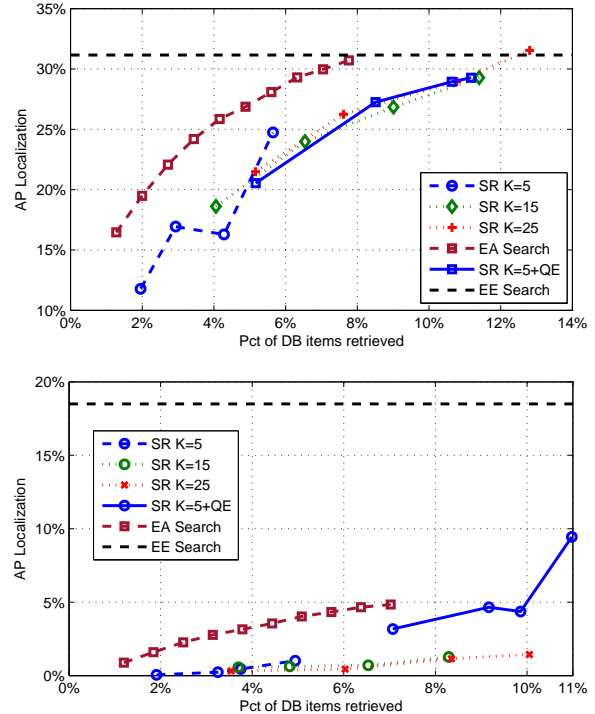 35%
30%
25%
20%
15%
10%
AP Localization
0% 2% 4% 6% 8% 10% 12% 14%
Pct of DB items retrieved
SR K=5
SR K=15
SR K=25
EA Search
SR K=5+QE
EE Search
20%
15%
10%
5%
0%
AP Localization
0% 2% 4% 6% 8% 10% 11%
Pct of DB items retrieved
SR K=5
SR K=15
SR K=25
SR K=5+QE
EA Search
EE Search